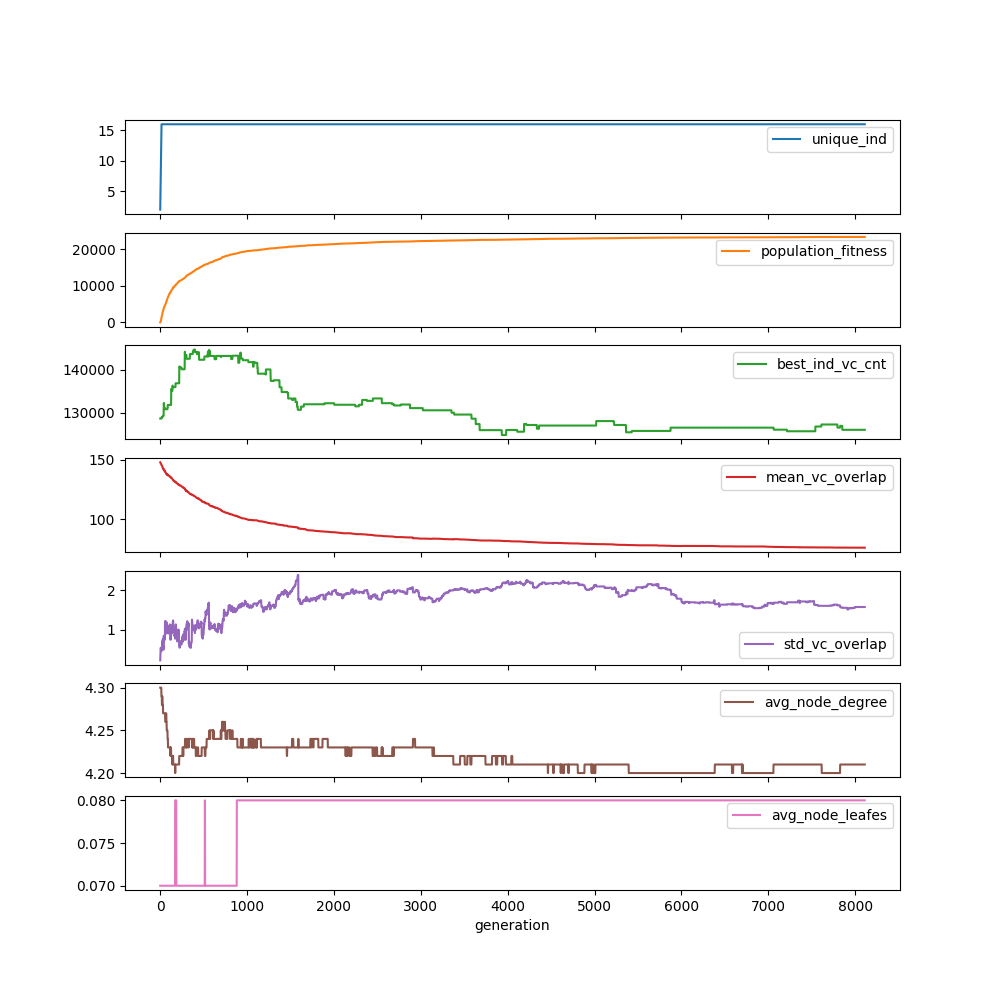 15
10
5
unique_ind
20000
10000
0
population_fitness
140000
130000
best_ind_vc_cnt
150
100
mean_vc_overlap
2
1
std_vc_overlap
4.30
4.25
4.20
avg_node_degree
0.080
0.075
0.070
avg_node_leafes
0 1000 2000 3000 4000 5000 6000 7000 8000
generation